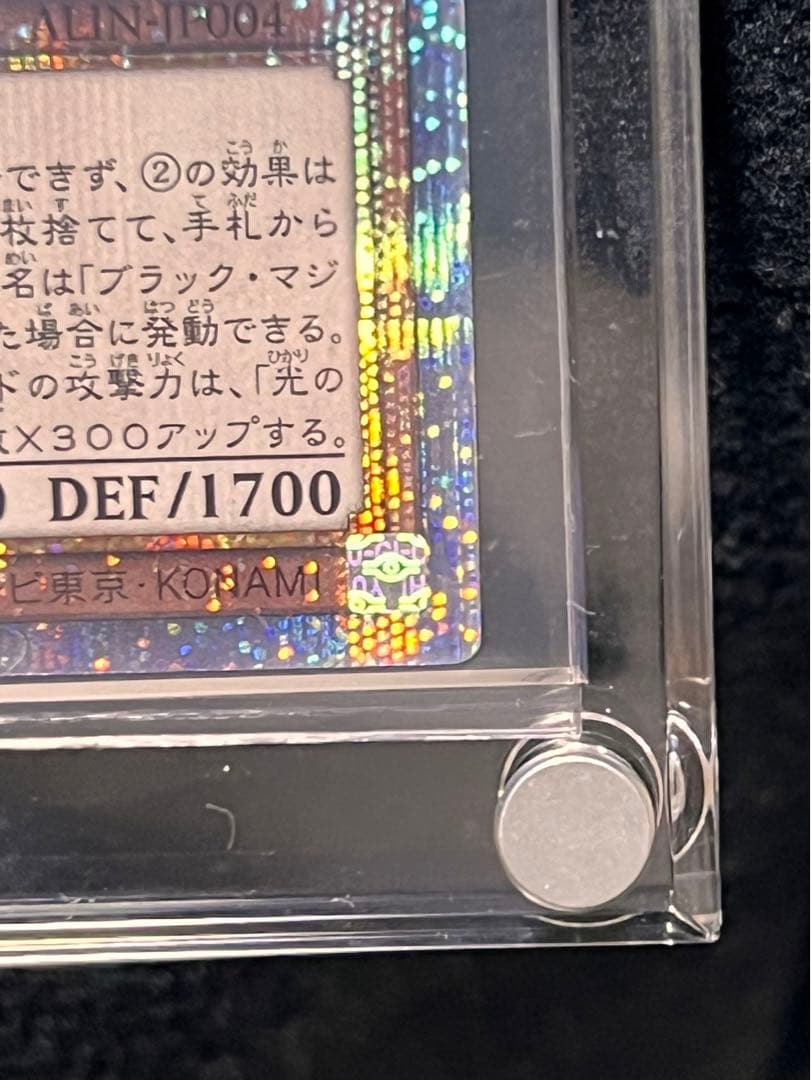 ALIN-JP004
できず、②の効果は
枚捨てて、手札から
名は「ブラック・マジ
た場合に発動できる。
ドの攻撃力は、「光の
数×300アップする。
DEF/1700
ビ東京・KONAMI